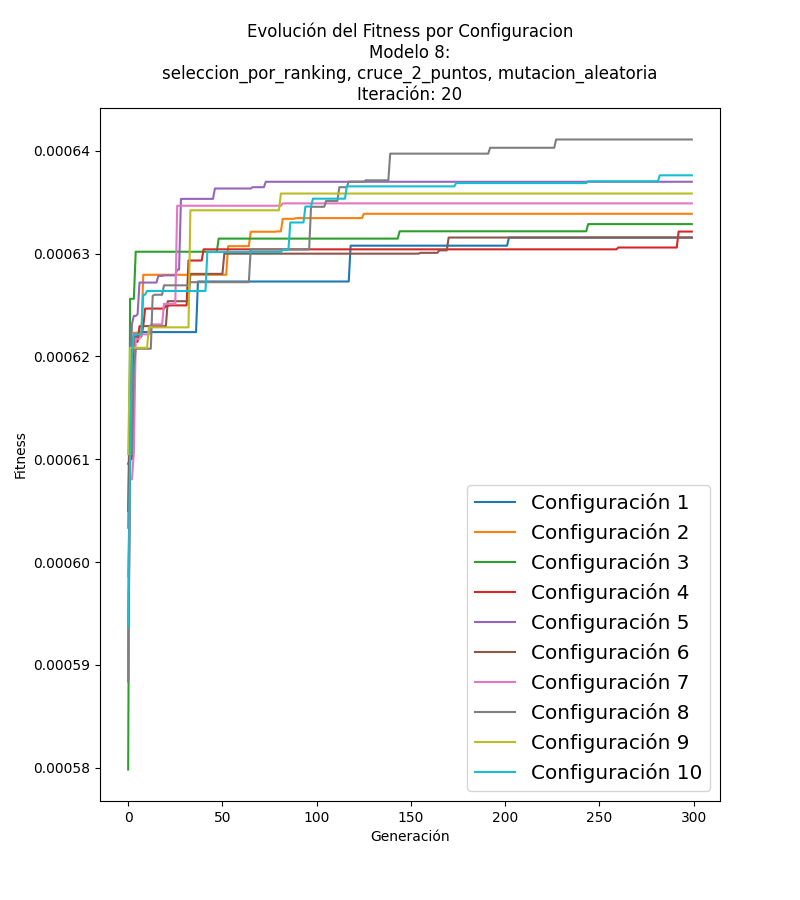 Evolución del Fitness por Configuracion
Modelo 8:
seleccion_por_ranking, cruce_2_puntos, mutacion_aleatoria
Iteración: 20
Fitness
0.00064
0.00063
0.00062
0.00061
0.00060
0.00059
0.00058
Configuración 1
Configuración 2
Configuración 3
Configuración 4
Configuración 5
Configuración 6
Configuración 7
Configuración 8
Configuración 9
Configuración 10
0 50 100 150 200 250 300
Generación